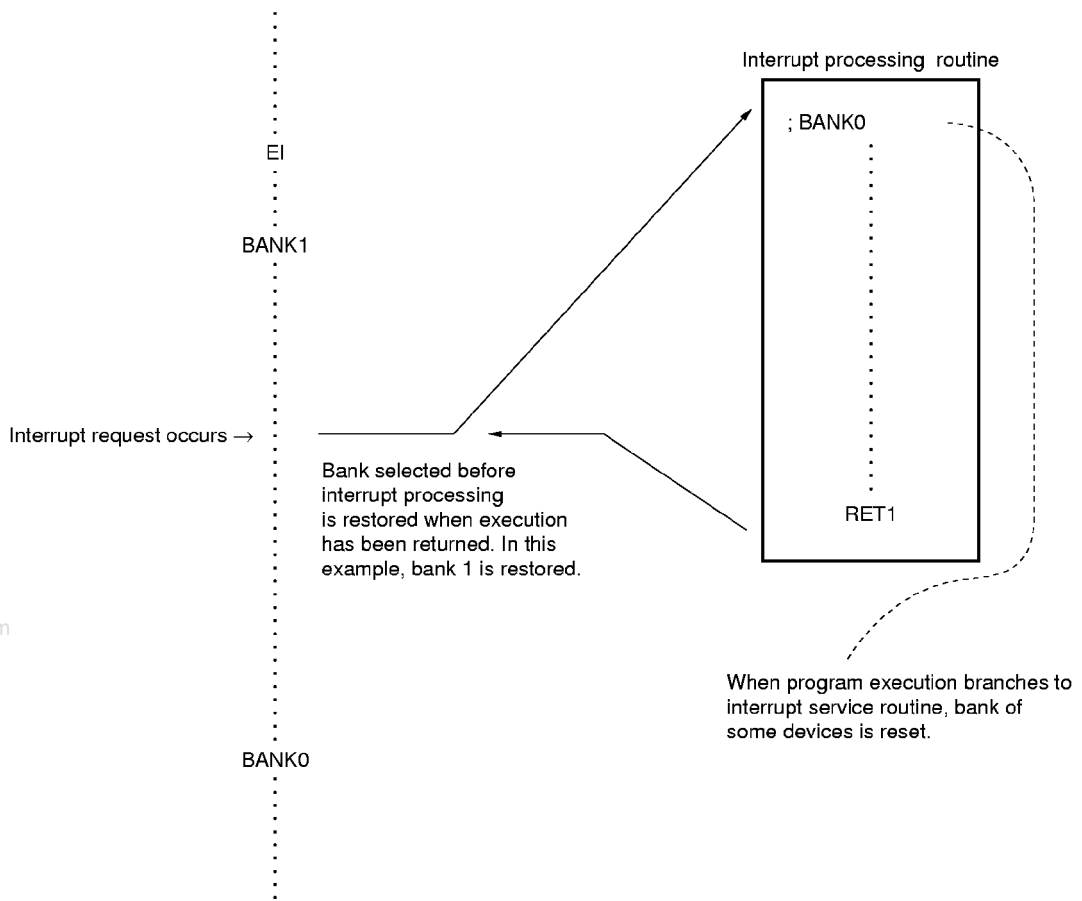 Interrupt processing routine
; BANK0
EI
BANK1
Interrupt request occurs →
Bank selected before
interrupt processing
is restored when execution
has been returned. In this
example, bank 1 is restored.
RET1
m
When program execution branches to
interrupt service routine, bank of
some devices is reset.
BANK0